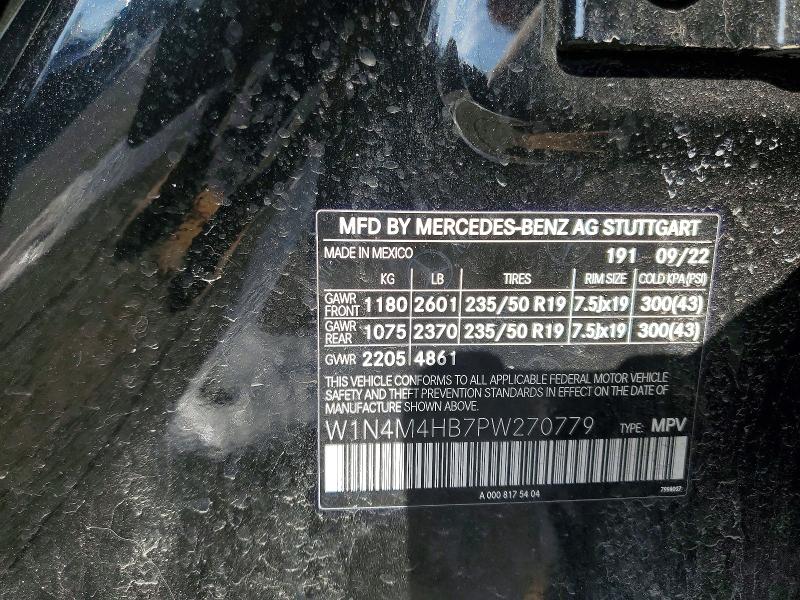 MFD BY MERCEDES-BENZ AG STUTTGART
MADE IN MEXICO 191 09/22
KG LB TIRES RIM SIZE COLD KPA(PSI)
GAWR FRONT 1180 2601 235/50 R19 7.5Jx19 300(43)
GAWR REAR 1075 2370 235/50 R19 7.5Jx19 300(43)
GVWR 2205 4861
THIS VEHICLE CONFORMS TO ALL APPLICABLE FEDERAL MOTOR VEHICLE
SAFETY AND THEFT PREVENTION STANDARDS IN EFFECT ON THE DATE OF
MANUFACTURE SHOWN ABOVE.
W1N4M4HB7PW270779 TYPE: MPV
A 000 817 54 04